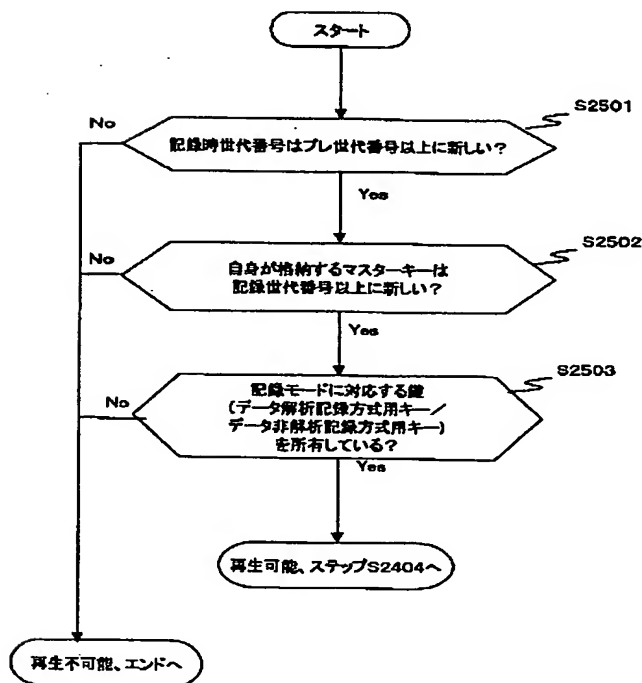 スタート
S2501
No
記録時世代番号はプレ世代番号以上に新しい？
Yes
S2502
No
自身が格納するマスターキーは
記録世代番号以上に新しい？
Yes
S2503
No
記録モードに対応する鍵
(データ解析記録方式用キー／
データ非解析記録方式用キー)
を所有している？
Yes
再生可能、ステップS2404へ
再生不可能、エンドへ